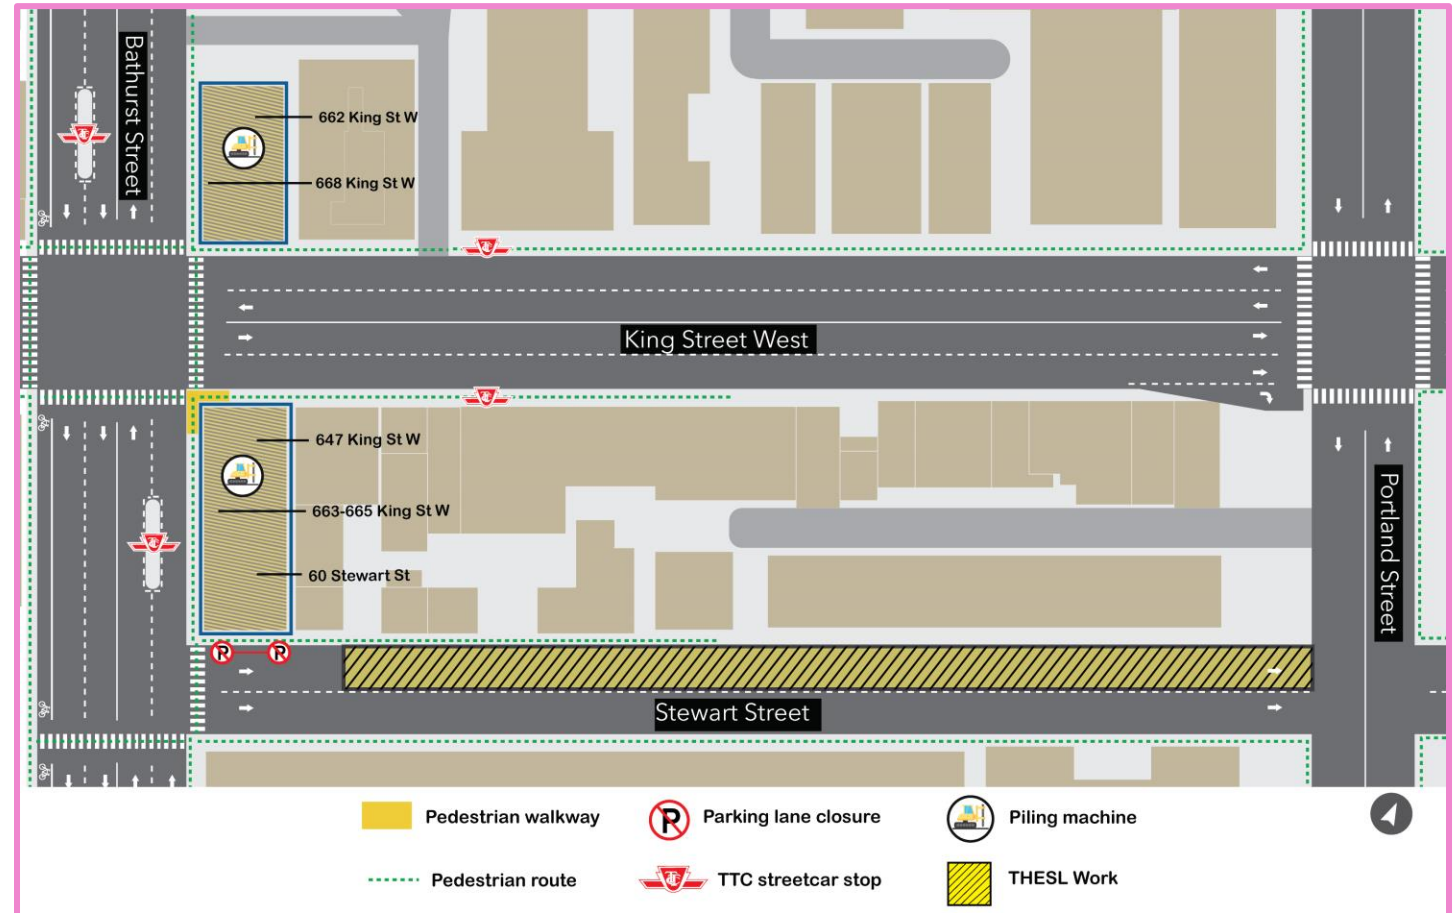 Bathurst Street
662 King St W
668 King St W
King Street West
647 King St W
663-665 King St W
60 Stewart St
Portland Street
P P
Stewart Street
Pedestrian walkway
P
Parking lane closure
Piling machine
Pedestrian route
TTC streetcar stop
THESL Work